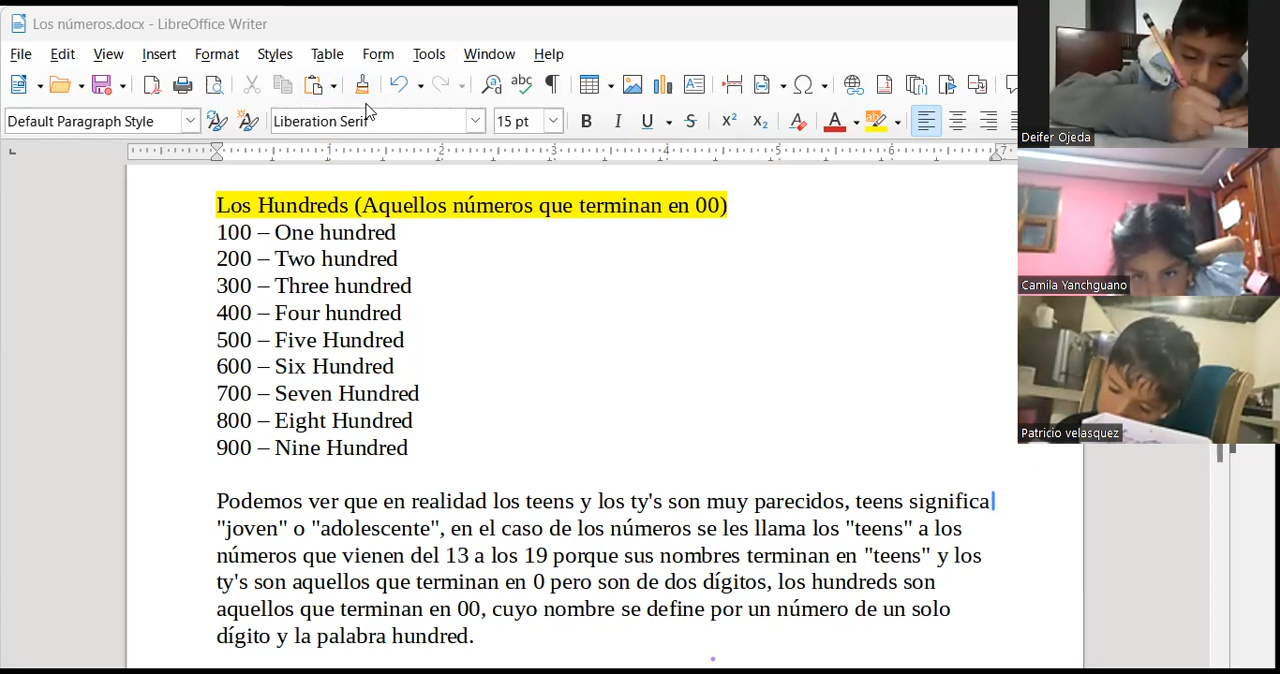 Los números.docx - LibreOffice Writer
File Edit View Insert Format Styles Table Form Tools Window Help
Default Paragraph Style Liberation Serif 15 pt
1 2 3 4 5 6 7
Los Hundreds (Aquellos números que terminan en 00)
100 – One hundred
200 – Two hundred
300 – Three hundred
400 – Four hundred
500 – Five Hundred
600 – Six Hundred
700 – Seven Hundred
800 – Eight Hundred
900 – Nine Hundred
Podemos ver que en realidad los teens y los ty's son muy parecidos, teens significa
"joven" o "adolescente", en el caso de los números se les llama los "teens" a los
números que vienen del 13 a los 19 porque sus nombres terminan en "teens" y los
ty's son aquellos que terminan en 0 pero son de dos dígitos, los hundreds son
aquellos que terminan en 00, cuyo nombre se define por un número de un solo
dígito y la palabra hundred.
Deifer Ojeda
Camila Yanchguano
Patricio velasquez